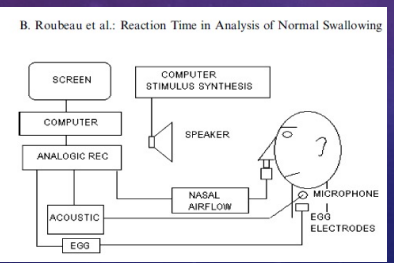 B. Roubeau et al.: Reaction Time in Analysis of Normal Swallowing
SCREEN
COMPUTER
STIMULUS SYNTHESIS
COMPUTER
SPEAKER
ANALOGIC REC
NASAL
AIRFLOW
MICROPHONE
ACOUSTIC
EGG
ELECTRODES
EGG